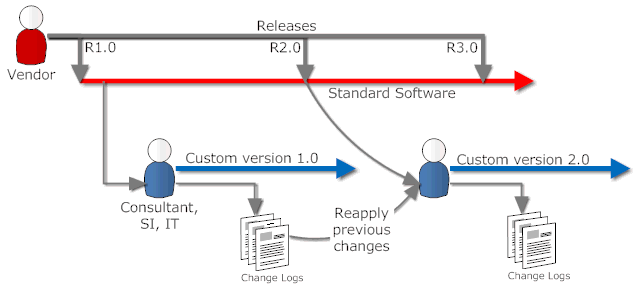 Releases
R1.0
R2.0
R3.0
Vendor
Standard Software
Custom version 1.0
Custom version 2.0
Consultant,
SI, IT
Reapply
previous
changes
Change Logs
Change Logs